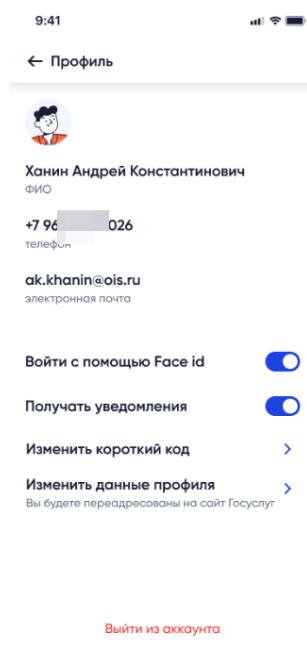 9:41
Профиль
Ханин Андрей Константинович
ФИО
+7 96 026
телефон
ak.khanin@ois.ru
электронная почта
Войти с помощью Face id
Получать уведомления
Изменить короткий код
Изменить данные профиля
Вы будете переадресованы на сайт Госуслуг
Выйти из аккаунта